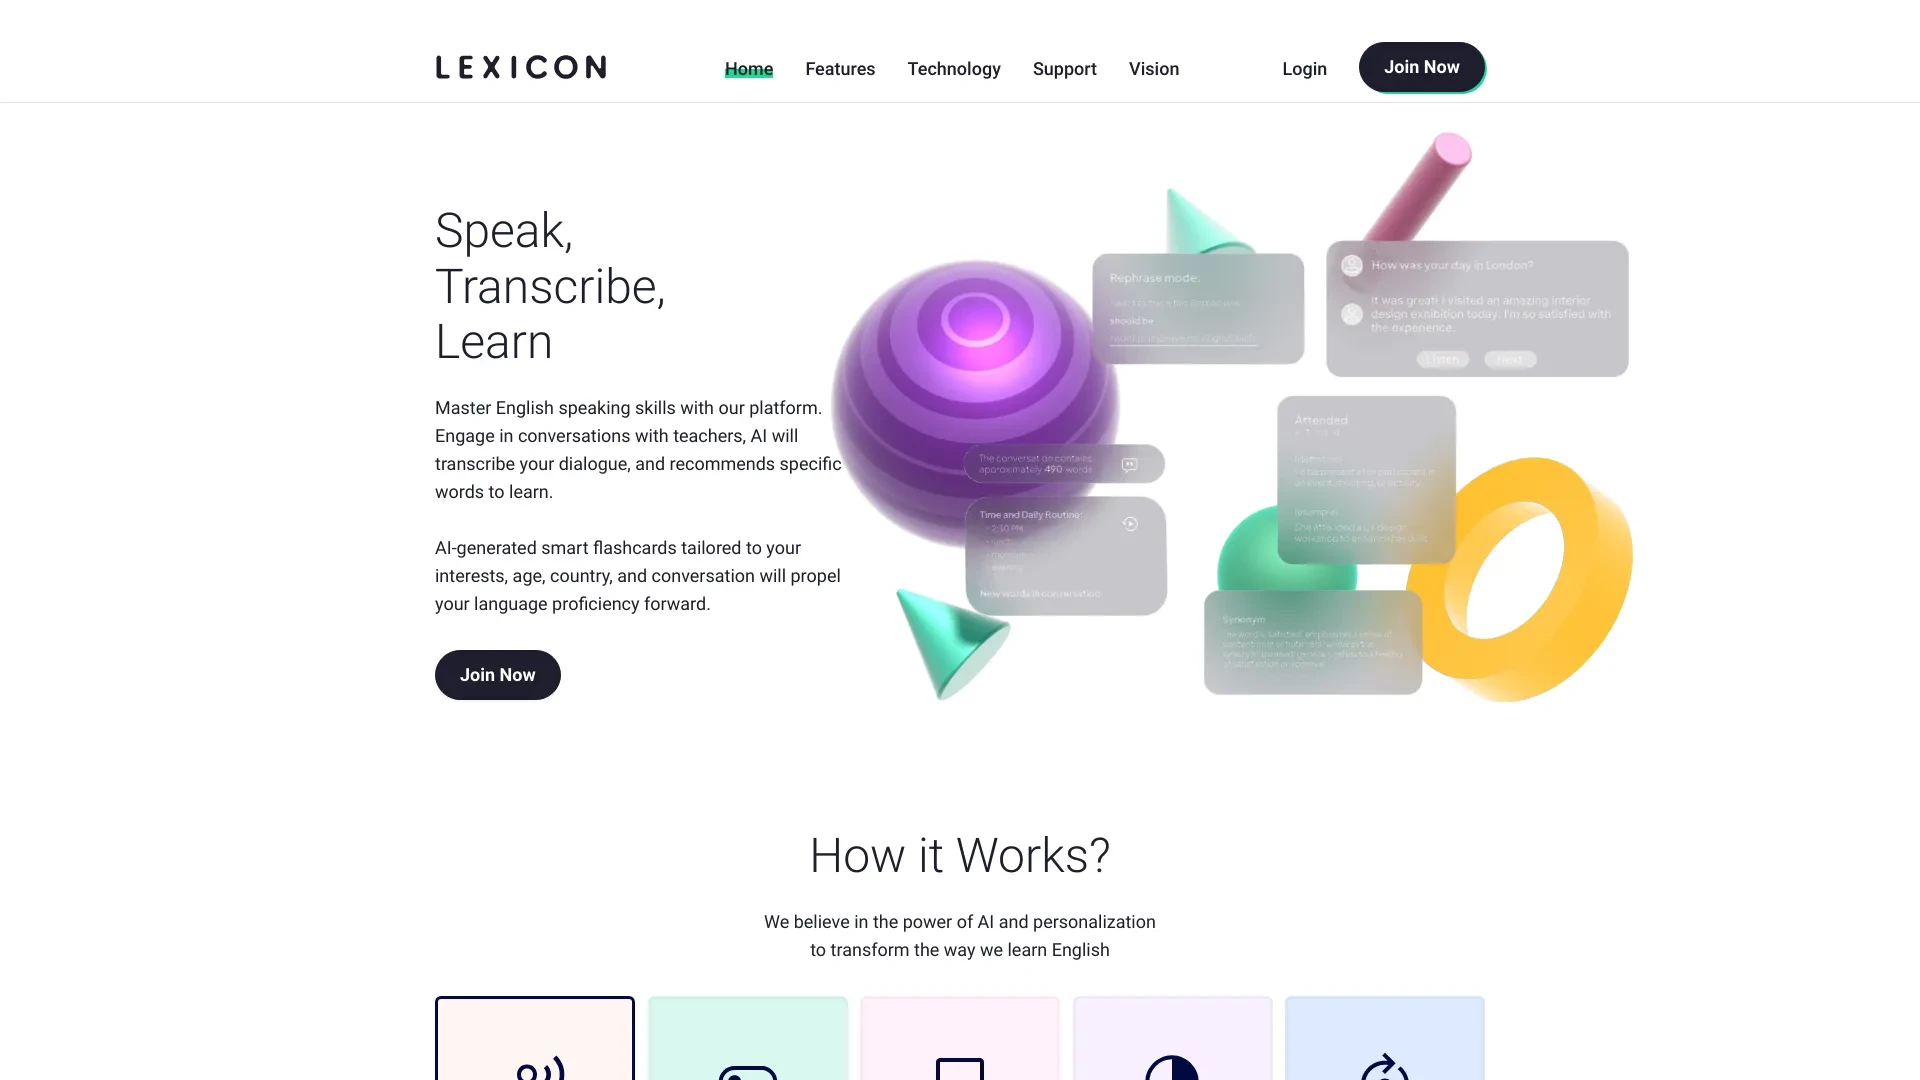 LEXICON
Home
Features
Technology
Support
Vision
Login
Join Now
Speak,
Transcribe,
Learn
Master English speaking skills with our platform.
Engage in conversations with teachers, AI will
transcribe your dialogue, and recommends specific
words to learn.
AI-generated smart flashcards tailored to your
interests, age, country, and conversation will propel
your language proficiency forward.
Join Now
Rephrase mode:
should be
How was your day in London?
It was great! I visited an amazing interior
design exhibition today. I'm so satisfied with
the experience.
Listen
Next
The conversation contains
approximately 490 words
Time and Daily Routine:
- 2:30 PM
New words in conversation:
Attended
Synonym
How it Works?
We believe in the power of AI and personalization
to transform the way we learn English